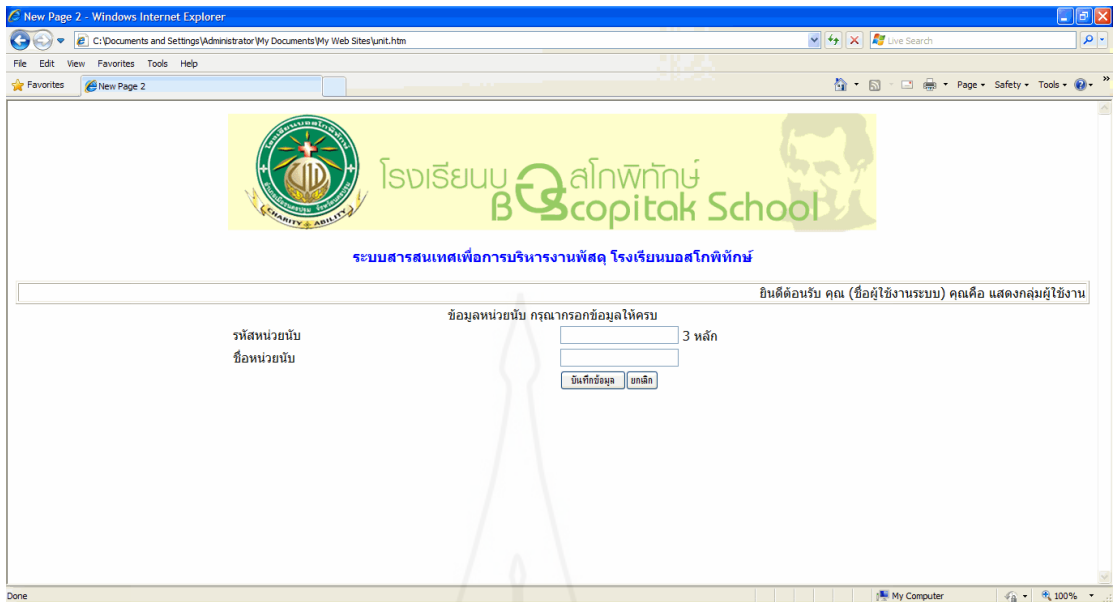 New Page 2 - Windows Internet Explorer
C:\Documents and Settings\Administrator\My Documents\My Web Sites\unit.htm
Live Search
File Edit View Favorites Tools Help
Favorites New Page 2 Page Safety Tools
โรงเรียนบ สโกพิทักษ์
B scopitak School
CHARITY ABILITY
ระบบสารสนเทศเพื่อการบริหารงานพัสดุ โรงเรียนบอสโกพิทักษ์
ยินดีต้อนรับ คุณ (ชื่อผู้ใช้งานระบบ) คุณคือ แสดงกลุ่มผู้ใช้งาน
ข้อมูลหน่วยนับ กรุณากรอกข้อมูลให้ครบ
รหัสหน่วยนับ 3 หลัก
ชื่อหน่วยนับ
บันทึกข้อมูล ยกเลิก
Done My Computer 100%